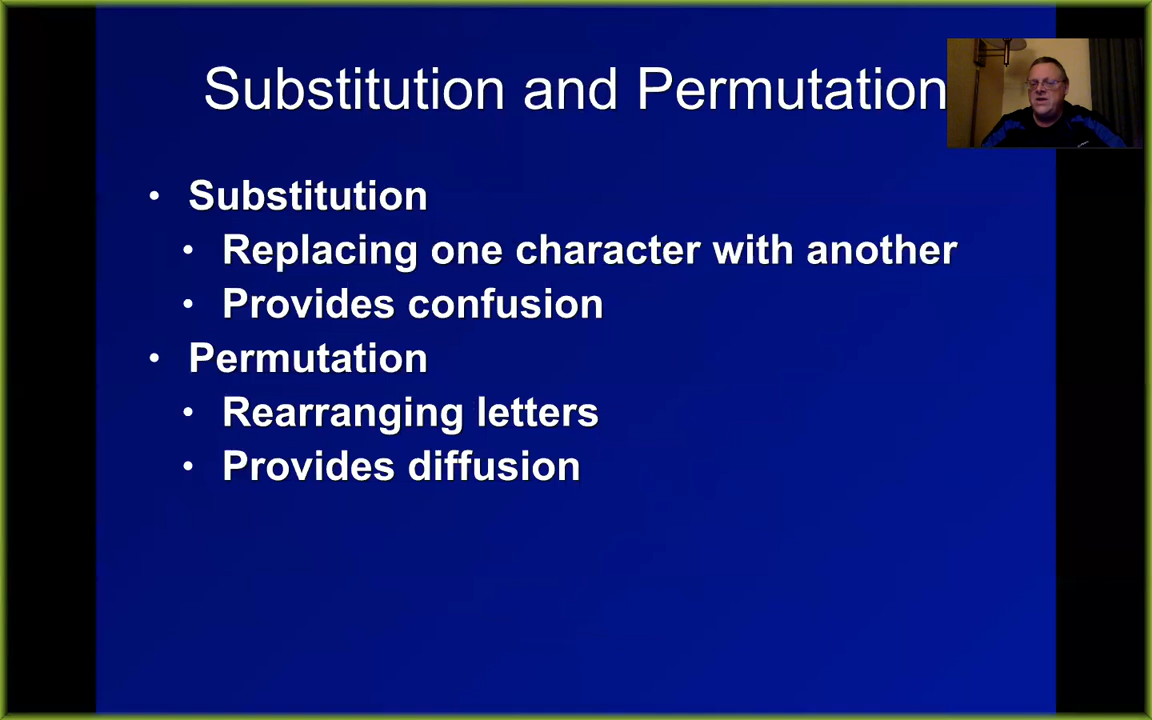 Substitution and Permutation
• Substitution
• Replacing one character with another
• Provides confusion
• Permutation
• Rearranging letters
• Provides diffusion